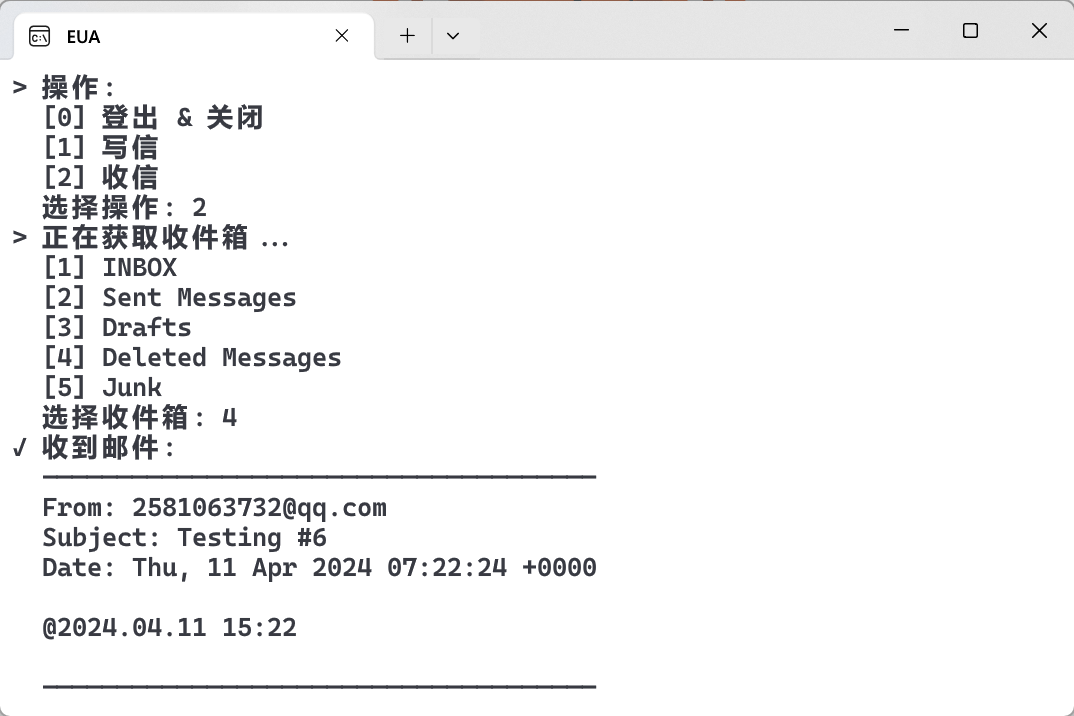 EUA
> 操作:
[0] 登出 & 关闭
[1] 写信
[2] 收信
选择操作: 2
> 正在获取收件箱 ...
[1] INBOX
[2] Sent Messages
[3] Drafts
[4] Deleted Messages
[5] Junk
选择收件箱: 4
√ 收到邮件:
From: 2581063732@qq.com
Subject: Testing #6
Date: Thu, 11 Apr 2024 07:22:24 +0000
@2024.04.11 15:22